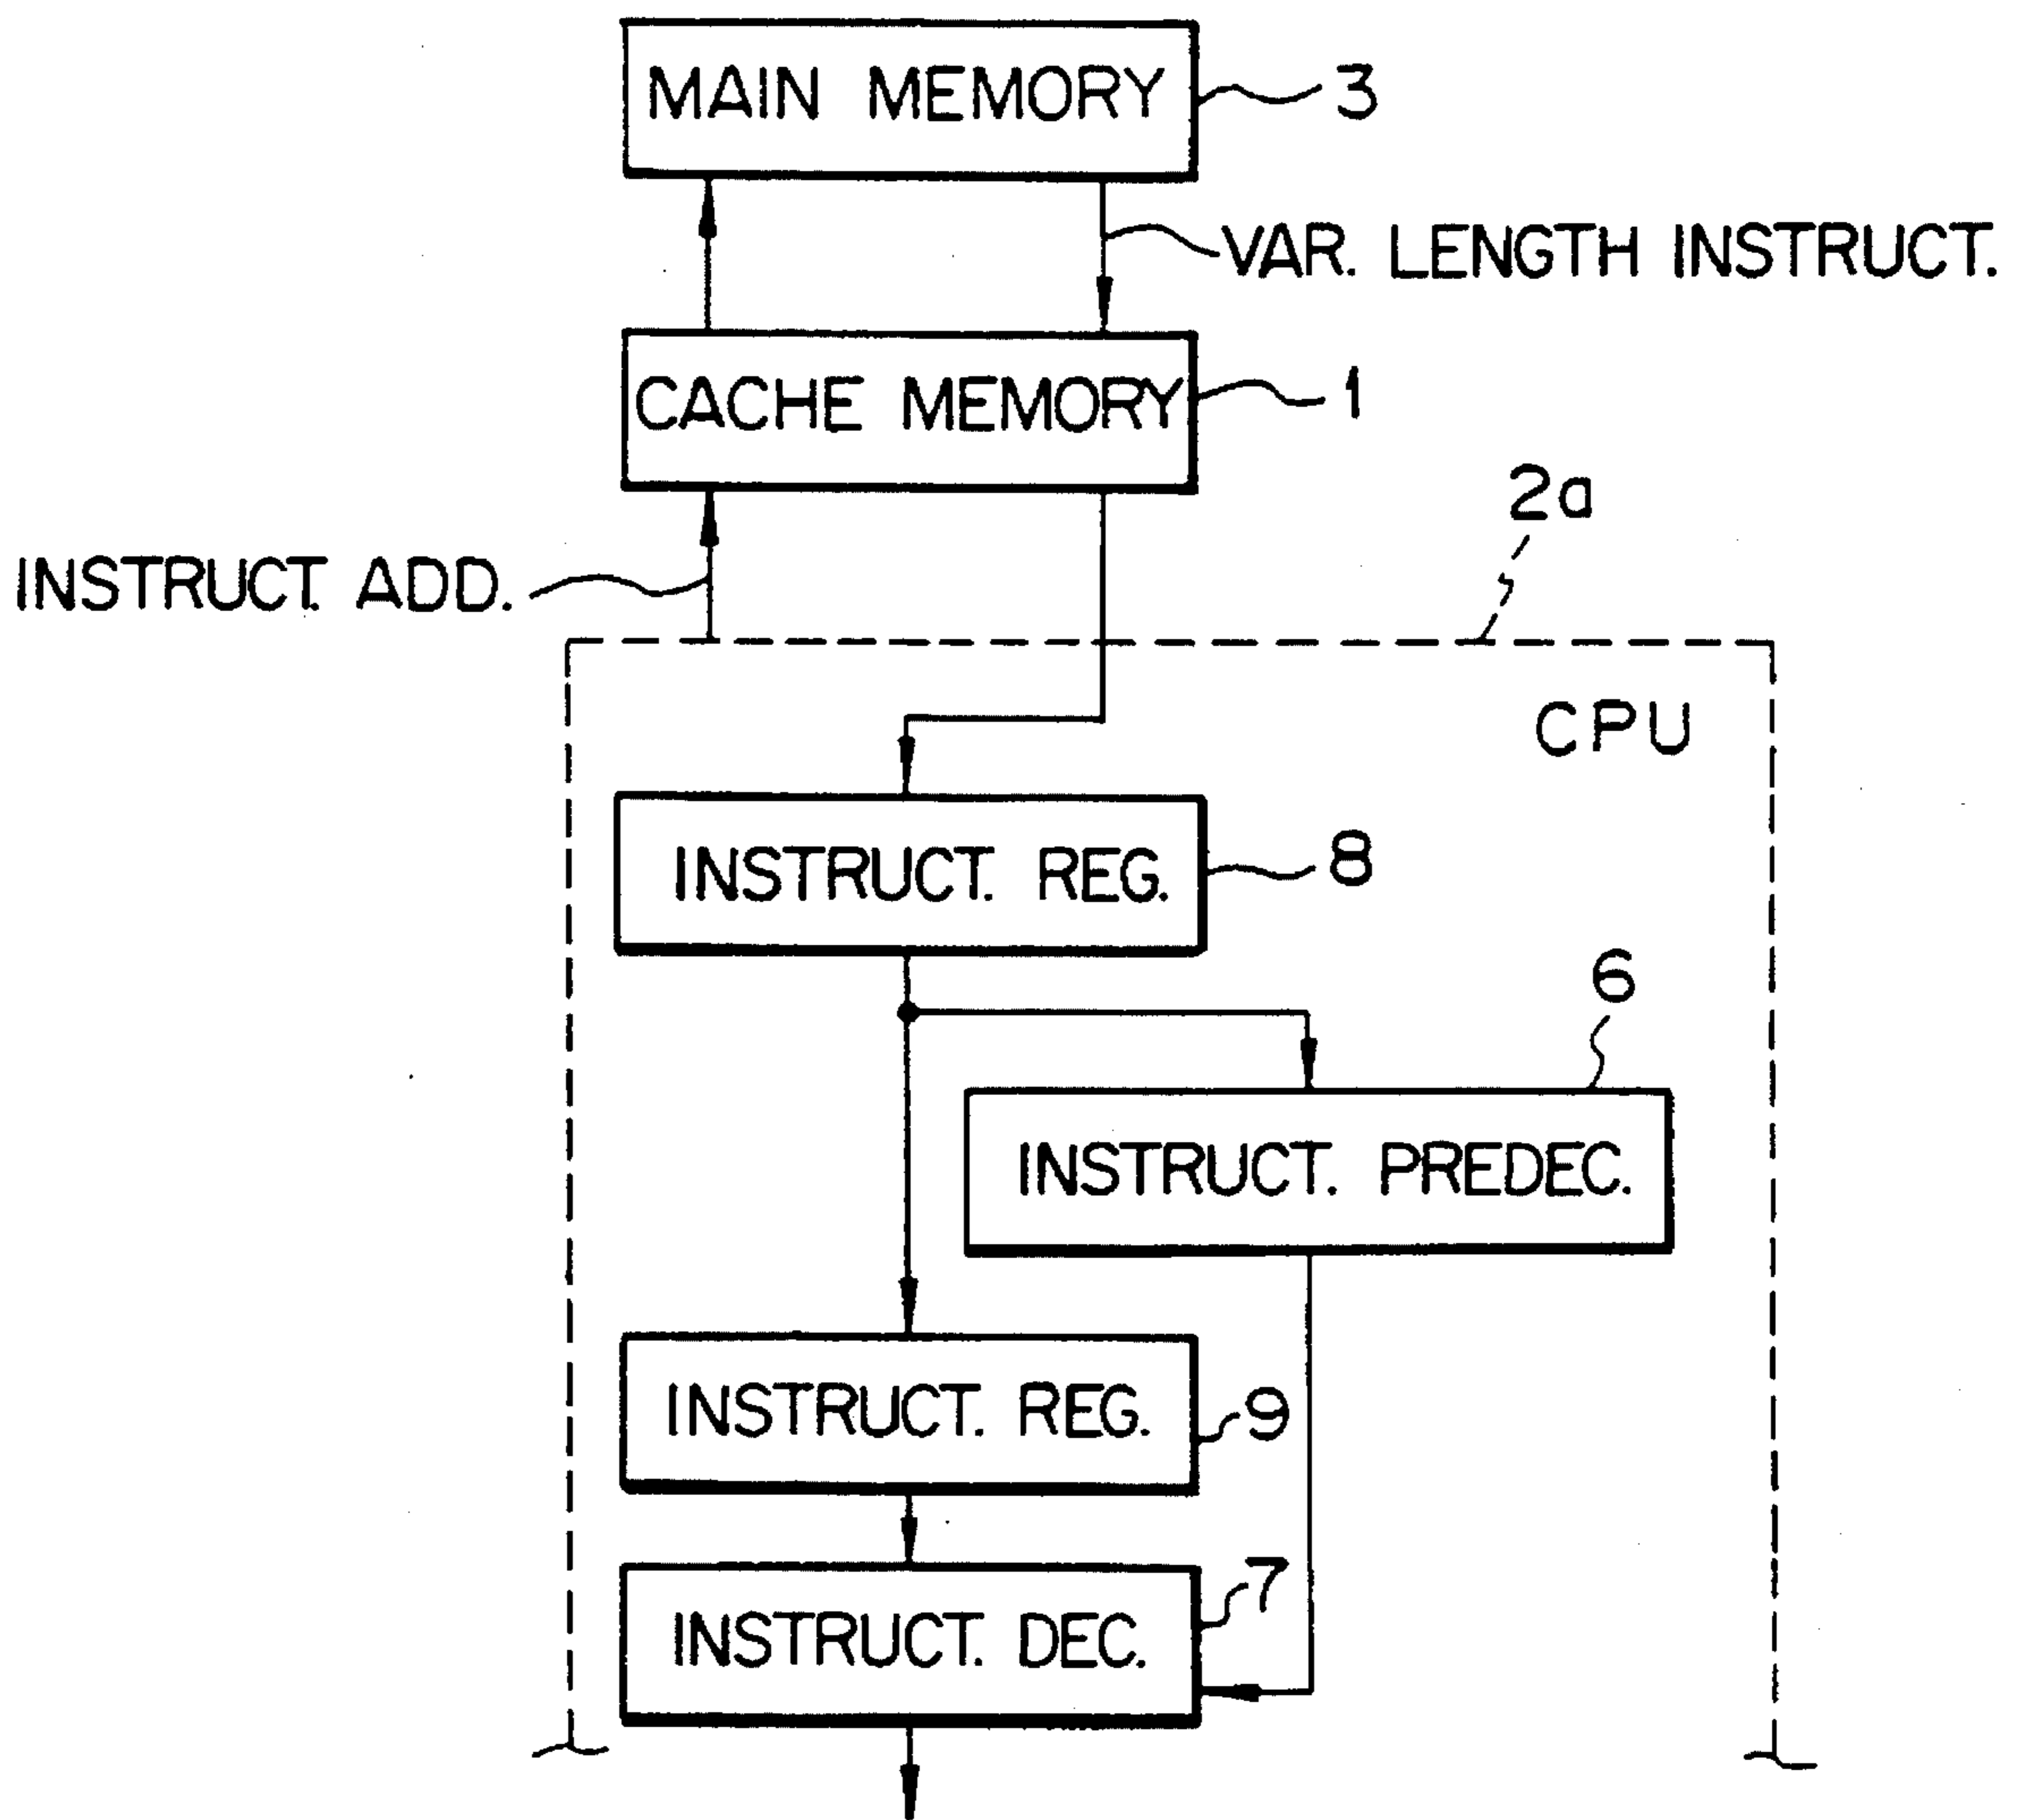 MAIN MEMORY
3
VAR. LENGTH INSTRUCT.
CACHE MEMORY
1
2a
INSTRUCT. ADD.
CPU
INSTRUCT. REG.
8
6
INSTRUCT. PREDEC.
INSTRUCT. REG.
9
INSTRUCT. DEC.
7